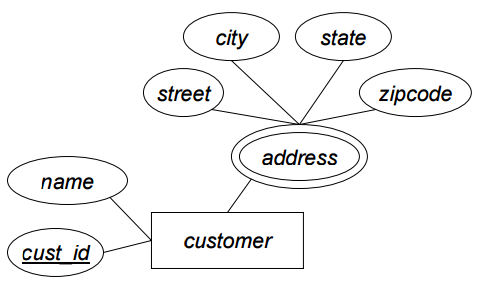 city
state
street
zipcode
address
name
customer
cust_id